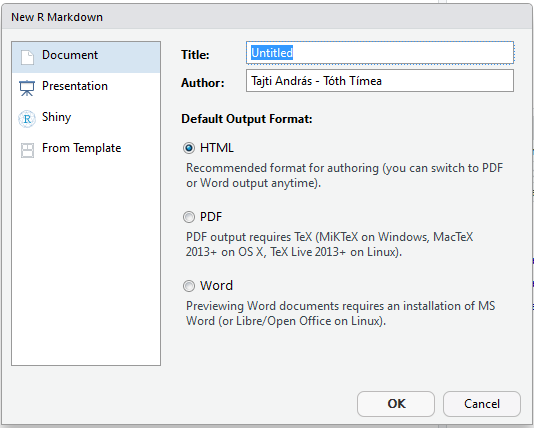 New R Markdown
Document
Presentation
Shiny
From Template
Title: Untitled
Author: Tajti András - Tóth Tímea
Default Output Format:
HTML
Recommended format for authoring (you can switch to PDF
or Word output anytime).
PDF
PDF output requires TeX (MiKTeX on Windows, MacTeX
2013+ on OS X, TeX Live 2013+ on Linux).
Word
Previewing Word documents requires an installation of MS
Word (or Libre/Open Office on Linux).
OK Cancel